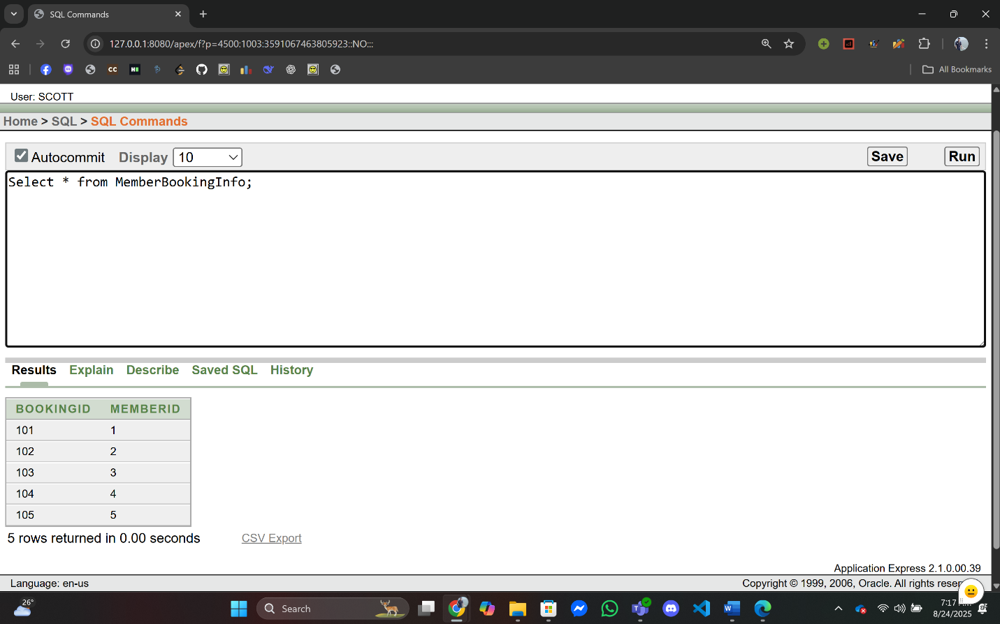 SQL Commands
127.0.0.1:8080/apex/f?p=4500:1003:3591067463805923::NO:::
All Bookmarks
User: SCOTT
Home > SQL > SQL Commands
Autocommit Display 10 Save Run
Select * from MemberBookingInfo;
Results Explain Describe Saved SQL History
BOOKINGID MEMBERID
101 1
102 2
103 3
104 4
105 5
5 rows returned in 0.00 seconds CSV Export
Application Express 2.1.0.00.39
Language: en-us Copyright © 1999, 2006, Oracle. All rights
26°
Search
7:17
8/24/2025